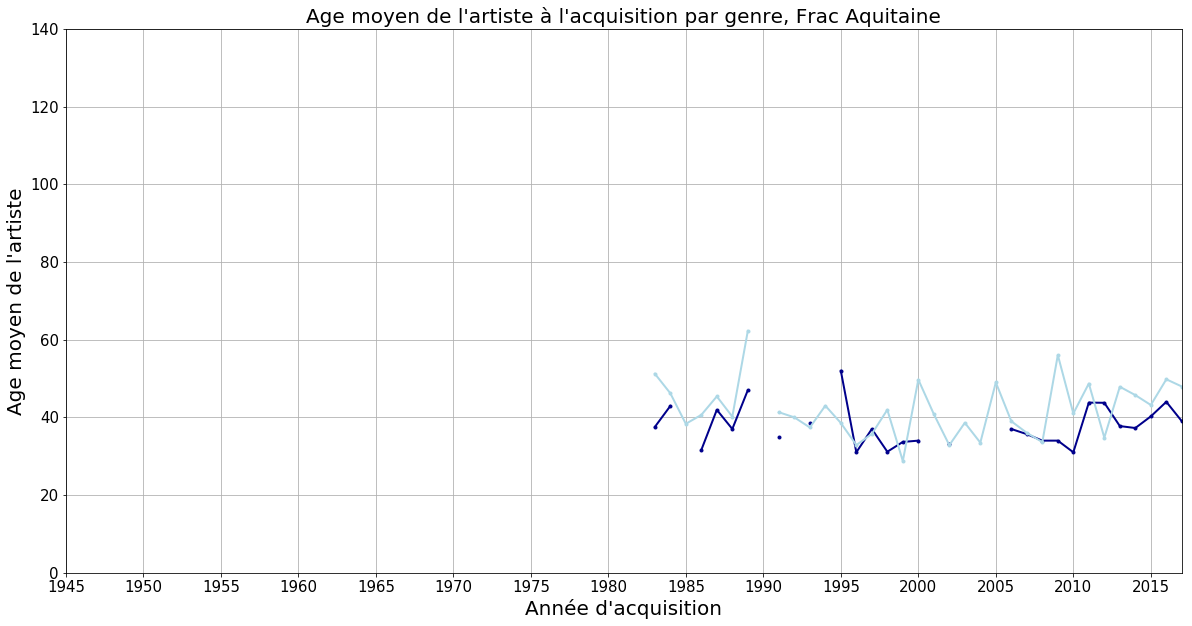 Age moyen de l'artiste à l'acquisition par genre, Frac Aquitaine
Age moyen de l'artiste
140
120
100
80
60
40
20
0
1945 1950 1955 1960 1965 1970 1975 1980 1985 1990 1995 2000 2005 2010 2015
Année d'acquisition